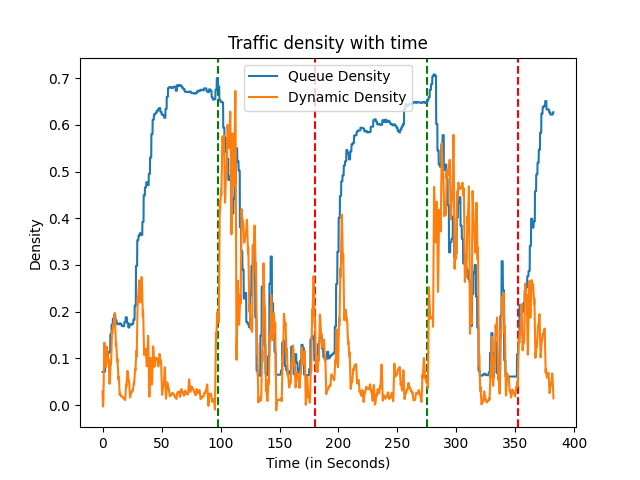 Traffic density with time
Queue Density
Dynamic Density
Density
0.7
0.6
0.5
0.4
0.3
0.2
0.1
0.0
0 50 100 150 200 250 300 350 400
Time (in Seconds)